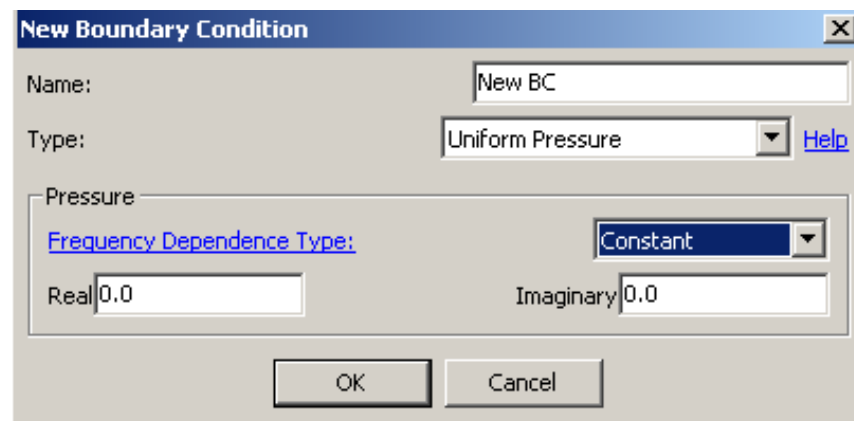 New Boundary Condition
Name: New BC
Type: Uniform Pressure Help
Pressure
Frequency Dependence Type: Constant
Real 0.0 Imaginary 0.0
OK Cancel